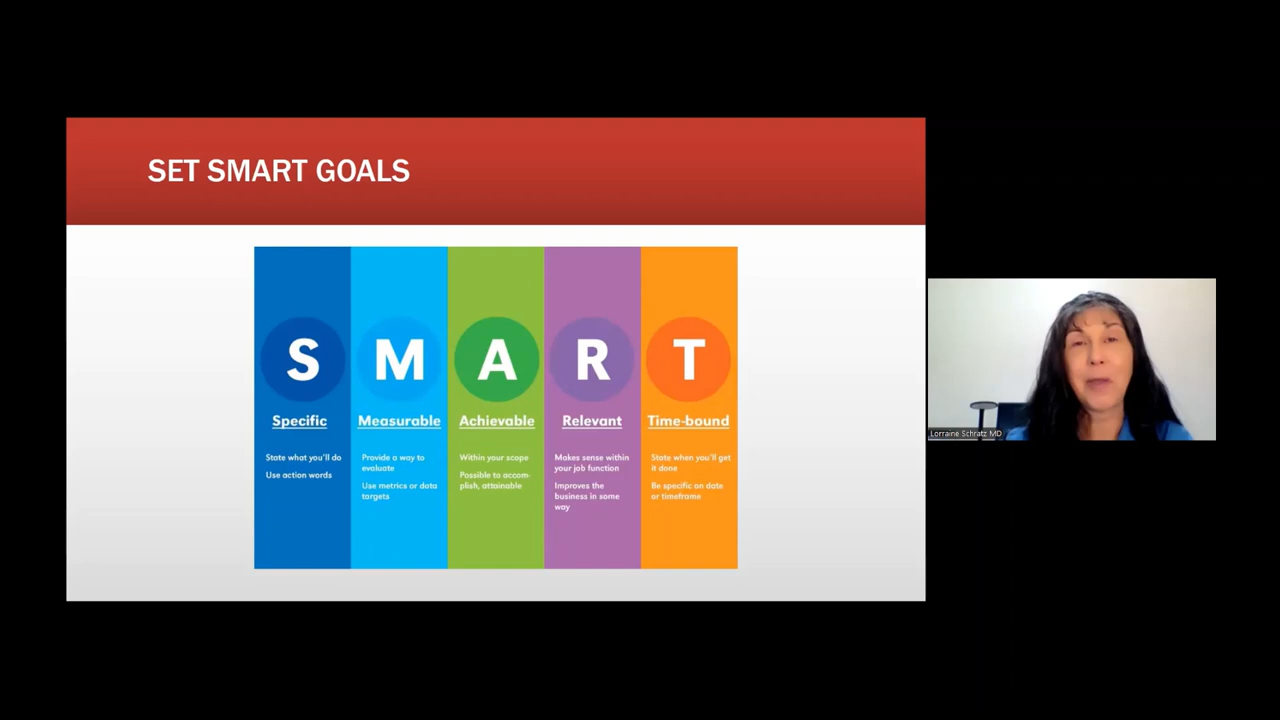 SET SMART GOALS
S M A R T
Specific
State what you'll do
Use action words
Measurable
Provide a way to
evaluate
Use metrics or data
targets
Achievable
Within your scope
Possible to accom-
plish, attainable
Relevant
Makes sense within
your job function
Improves the
business in some
way
Time-bound
State when you'll get
it done
Be specific on date
or timeframe
Lorraine Schratz MD